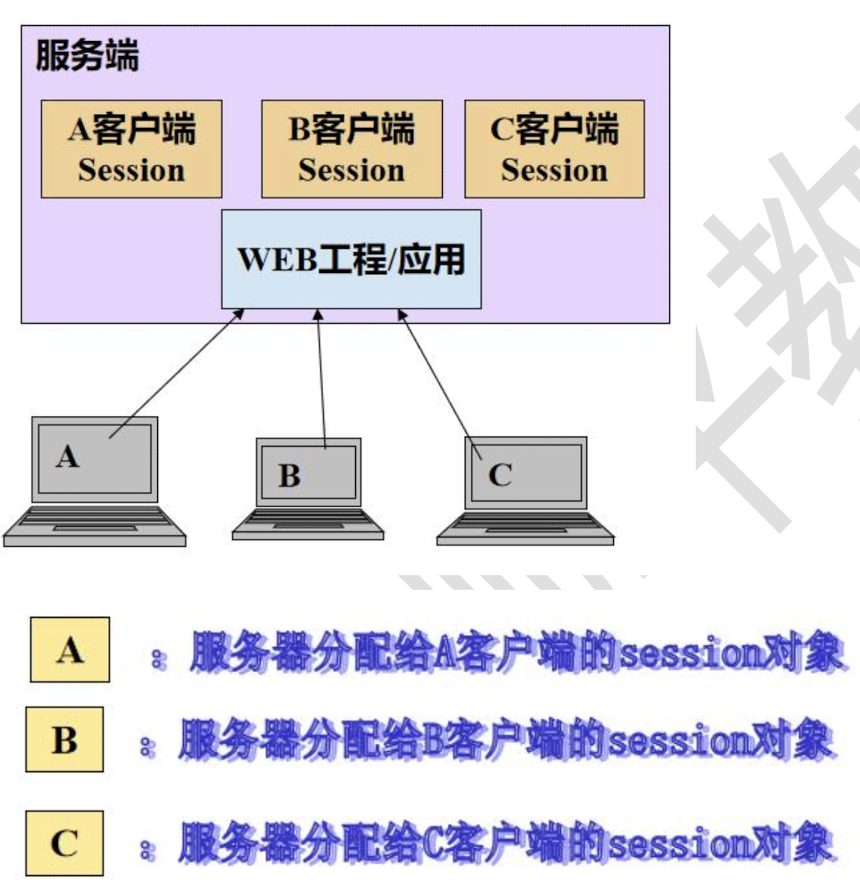 服务端
A客户端
Session
B客户端
Session
C客户端
Session
WEB工程/应用
A
B
C
A ：服务器分配给A客户端的session对象
B ：服务器分配给B客户端的session对象
C ：服务器分配给C客户端的session对象